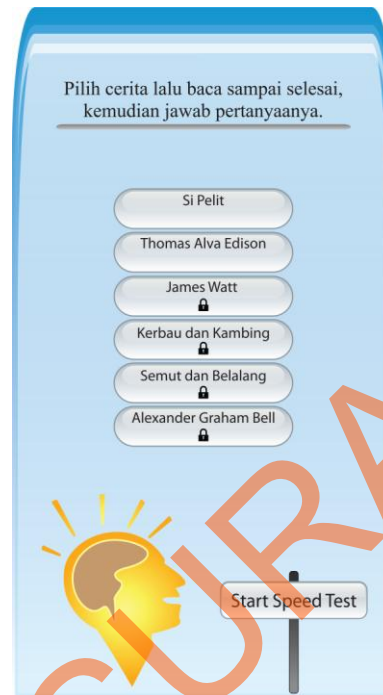 Pilih cerita lalu baca sampai selesai,
kemudian jawab pertanyaanya.
Si Pelit
Thomas Alva Edison
James Watt
Kerbau dan Kambing
Semut dan Belalang
Alexander Graham Bell
Start Speed Test